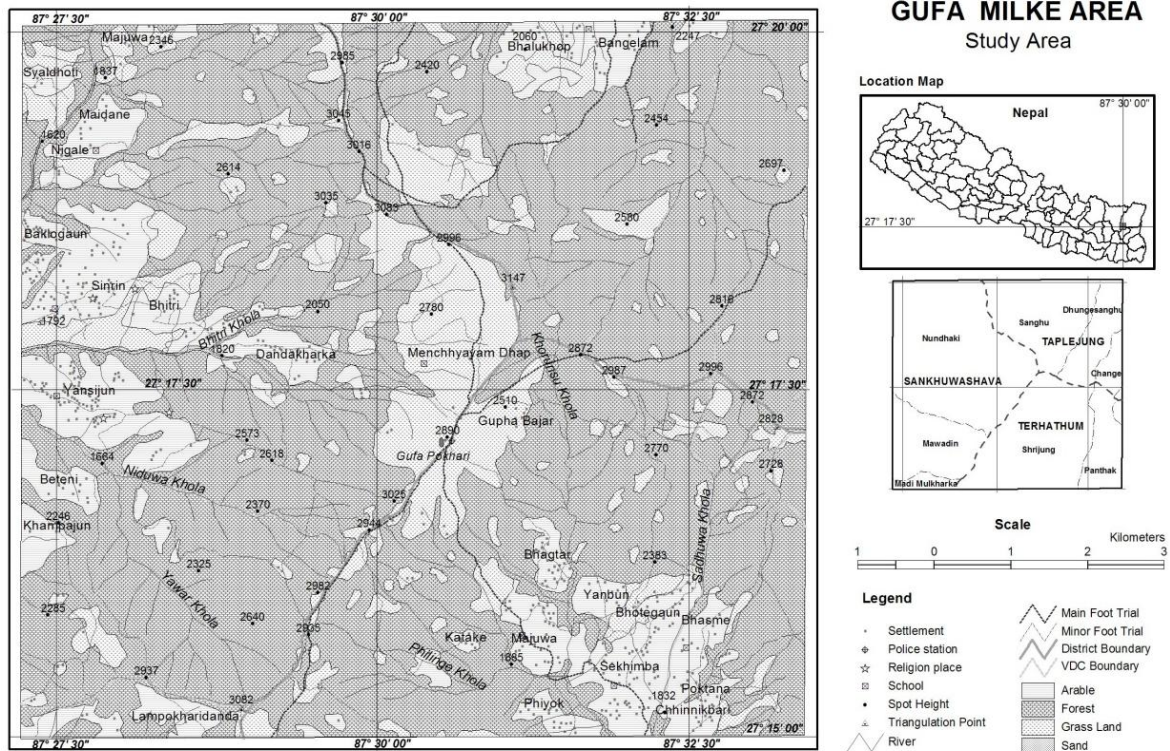 GUFA MILKE AREA
Study Area
Location Map
Nepal
87° 30' 00"
27° 17' 30"
Nundhaki
Sanghu
Dhungesanghu
TAPLEJUNG
SANKHUWASHAVA
Change
TERHATHUM
Mawadin
Shrijung
Panthak
Madi Mulkharka
Scale
Kilometers
1 0 1 2 3
Legend
Settlement
Police station
Religion place
School
Spot Height
Triangulation Point
River
Main Foot Trial
Minor Foot Trial
District Boundary
VDC Boundary
Arable
Forest
Grass Land
Sand
87° 27' 30"
87° 30' 00"
87° 32' 30"
27° 20' 00"
Majuwa
2346
2985
2060
Bhalukhop
Bangelam
2247
Syaldhoti
1837
2420
Maidane
3045
2454
1620
Nigale
3016
2614
2697
3035
3083
2580
Baklogaun
2996
Simin
3147
Bhitri
2050
2780
2816
1792
Bhitri Khola
1820
Dandakharka
Menchhyayam Dhap
Khorunsu Khola
2872
2987
2996
Yansijun
27° 17' 30"
27° 17' 30"
2510
2672
Gupha Bajar
2828
2573
2890
Gufa Pokhari
1664
2618
2770
2728
Beteni
Niduwa Khola
2370
3025
2246
Khampajun
2944
Sadhuwa Khola
Bhagtar
2383
2325
Yawar Khola
2982
Yanbun
2285
2640
2935
Bhotegaun
Bhasme
Katake
Majuwa
2937
Philinge Khola
1885
Sekhimba
3082
1832
Poktana
Lampokharidanda
Phiyok
Chhinnikbari
27° 15' 00"
87° 27' 30"
87° 30' 00"
87° 32' 30"